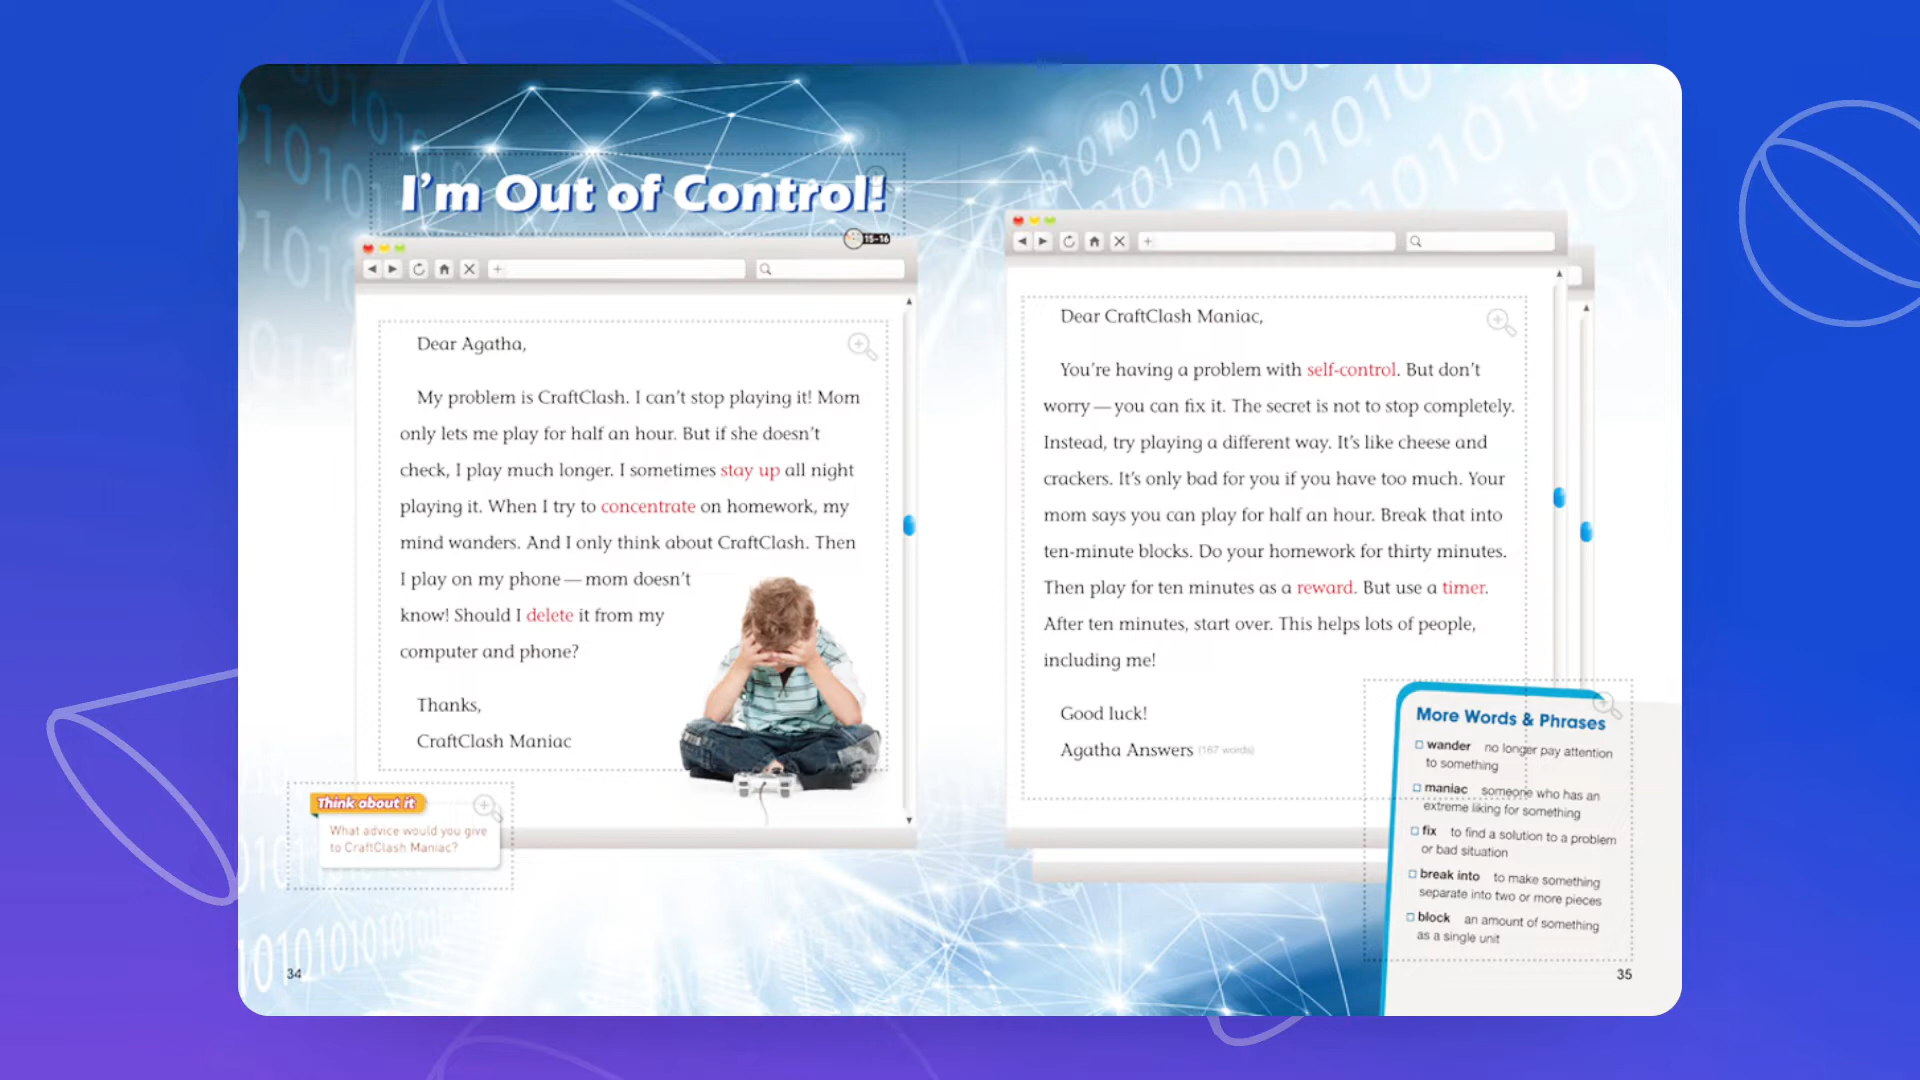 I'm Out of Control!
15-16
Dear Agatha,
My problem is CraftClash. I can't stop playing it! Mom
only lets me play for half an hour. But if she doesn't
check, I play much longer. I sometimes stay up all night
playing it. When I try to concentrate on homework, my
mind wanders. And I only think about CraftClash. Then
I play on my phone — mom doesn't
know! Should I delete it from my
computer and phone?
Thanks,
CraftClash Maniac
Think about it
What advice would you give
to CraftClash Maniac?
34
Dear CraftClash Maniac,
You're having a problem with self-control. But don't
worry — you can fix it. The secret is not to stop completely.
Instead, try playing a different way. It's like cheese and
crackers. It's only bad for you if you have too much. Your
mom says you can play for half an hour. Break that into
ten-minute blocks. Do your homework for thirty minutes.
Then play for ten minutes as a reward. But use a timer.
After ten minutes, start over. This helps lots of people,
including me!
Good luck!
Agatha Answers (167 words)
More Words & Phrases
wander no longer pay attention
to something
maniac someone who has an
extreme liking for something
fix to find a solution to a problem
or bad situation
break into to make something
separate into two or more pieces
block an amount of something
as a single unit
35